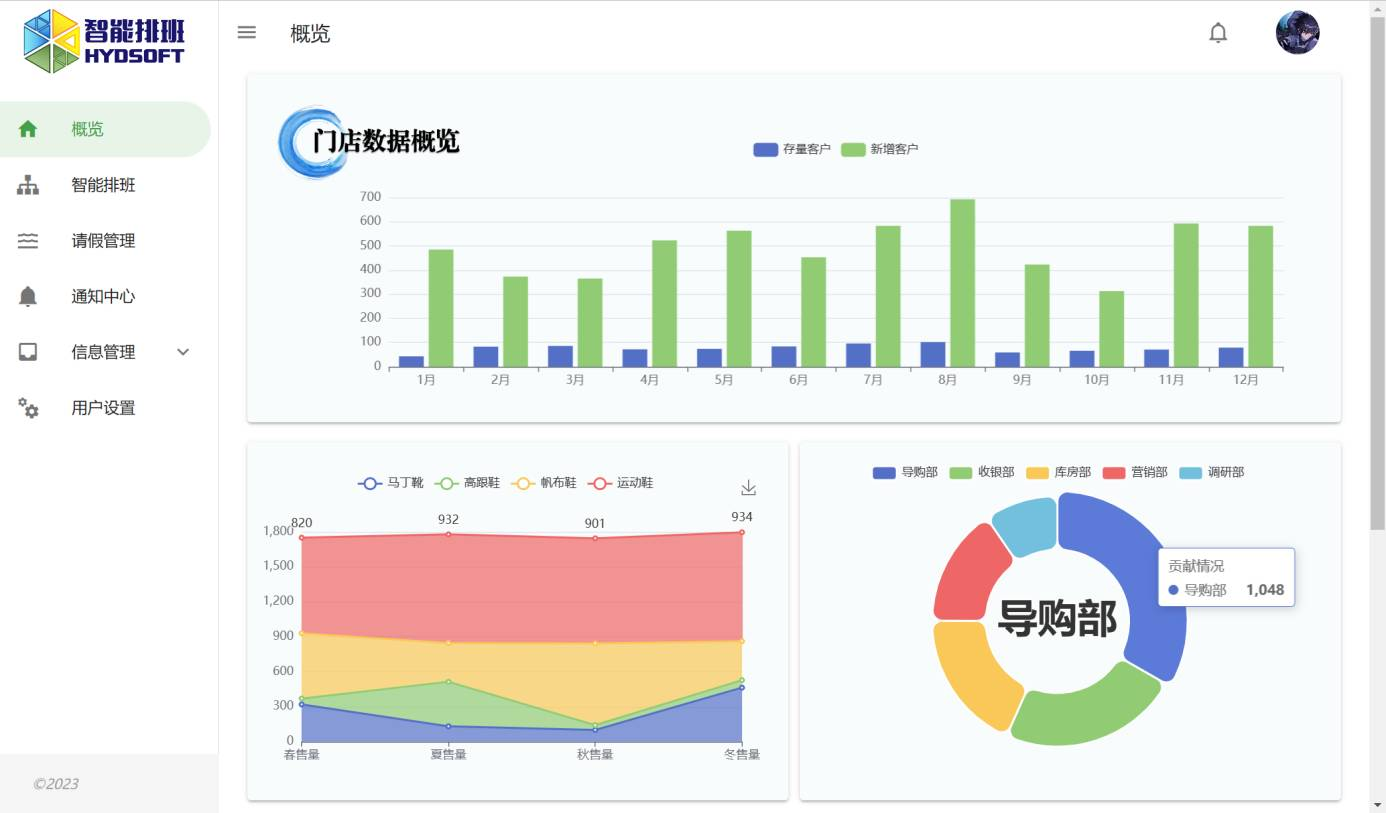 智能排班
HYDSOFT
概览
概览
智能排班
请假管理
通知中心
信息管理
用户设置
©2023
门店数据概览
存量客户 新增客户
700
600
500
400
300
200
100
0
1月 2月 3月 4月 5月 6月 7月 8月 9月 10月 11月 12月
马丁靴 高跟鞋 帆布鞋 运动鞋
820 932 901 934
1,800
1,500
1,200
900
600
300
0
春售量 夏售量 秋售量 冬售量
导购部 收银部 库房部 营销部 调研部
导购部
贡献情况
导购部 1,048